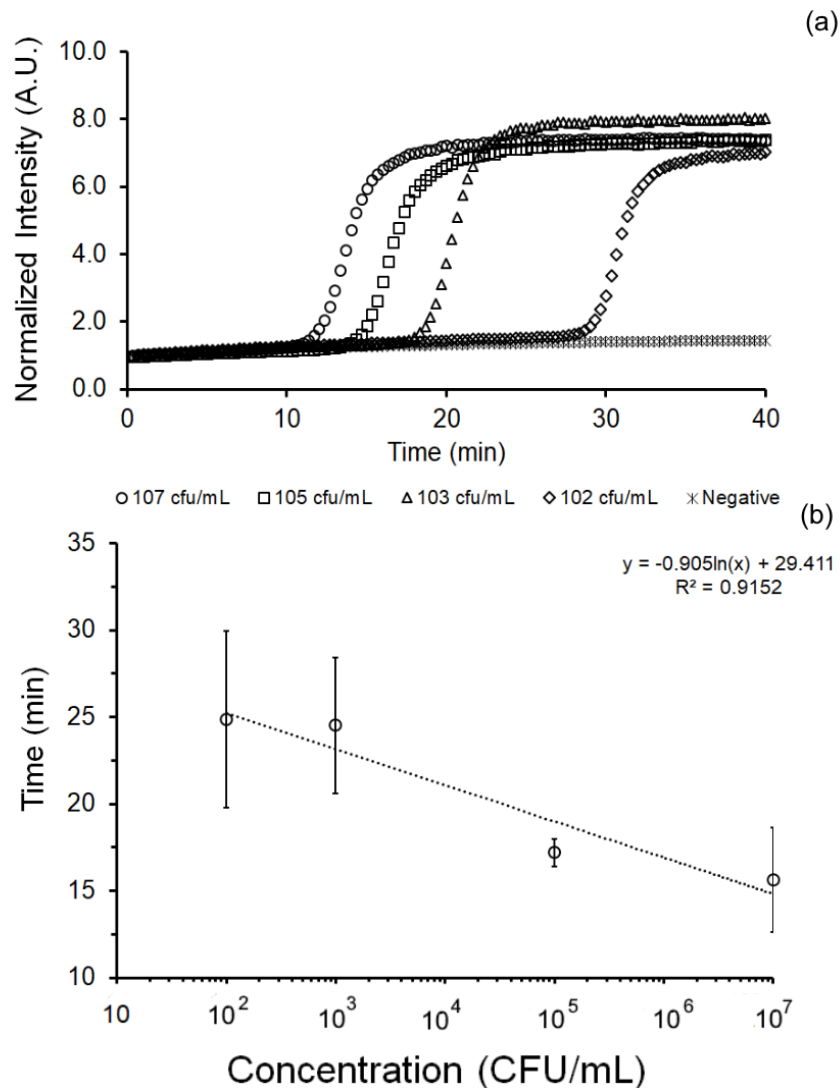 (a)
Normalized Intensity (A.U.)
10.0
8.0
6.0
4.0
2.0
0.0
0 10 20 30 40
Time (min)
107 cfu/mL 105 cfu/mL 103 cfu/mL 102 cfu/mL Negative
(b)
y = -0.905ln(x) + 29.411
R² = 0.9152
Time (min)
35
30
25
20
15
10
10 10² 10³ 10⁴ 10⁵ 10⁶ 10⁷
Concentration (CFU/mL)